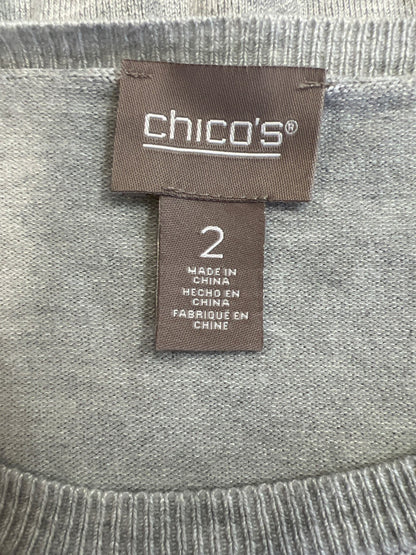 chico's®
2
MADE IN
CHINA
HECHO EN
CHINA
FABRIQUÉ EN
CHINE